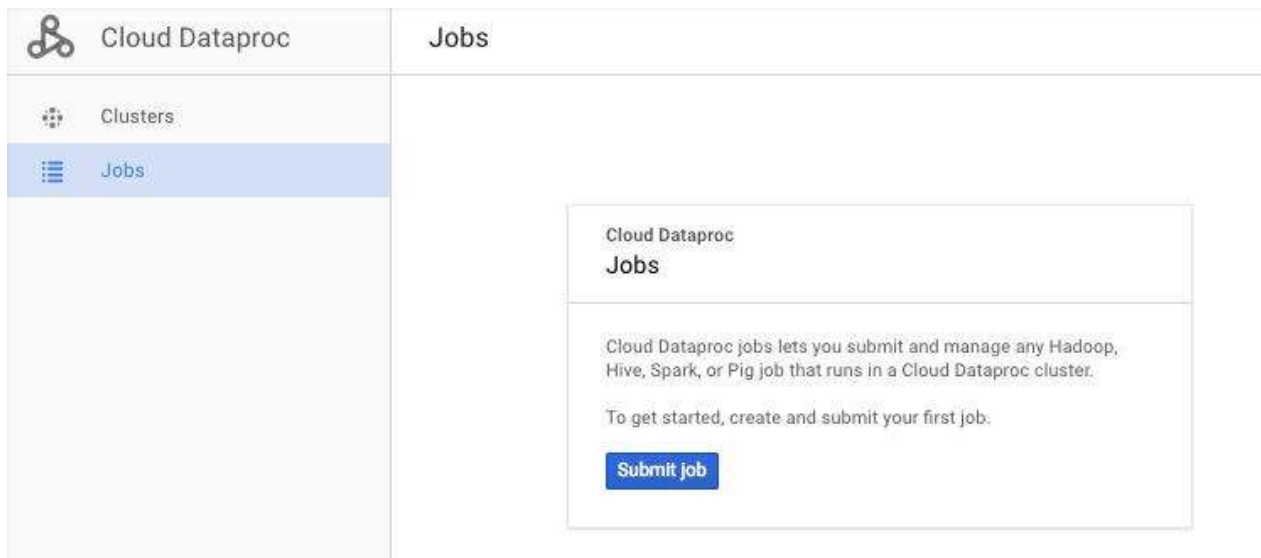 Cloud Dataproc
Jobs
Clusters
Jobs
Cloud Dataproc
Jobs
Cloud Dataproc jobs lets you submit and manage any Hadoop,
Hive, Spark, or Pig job that runs in a Cloud Dataproc cluster.
To get started, create and submit your first job.
Submit job